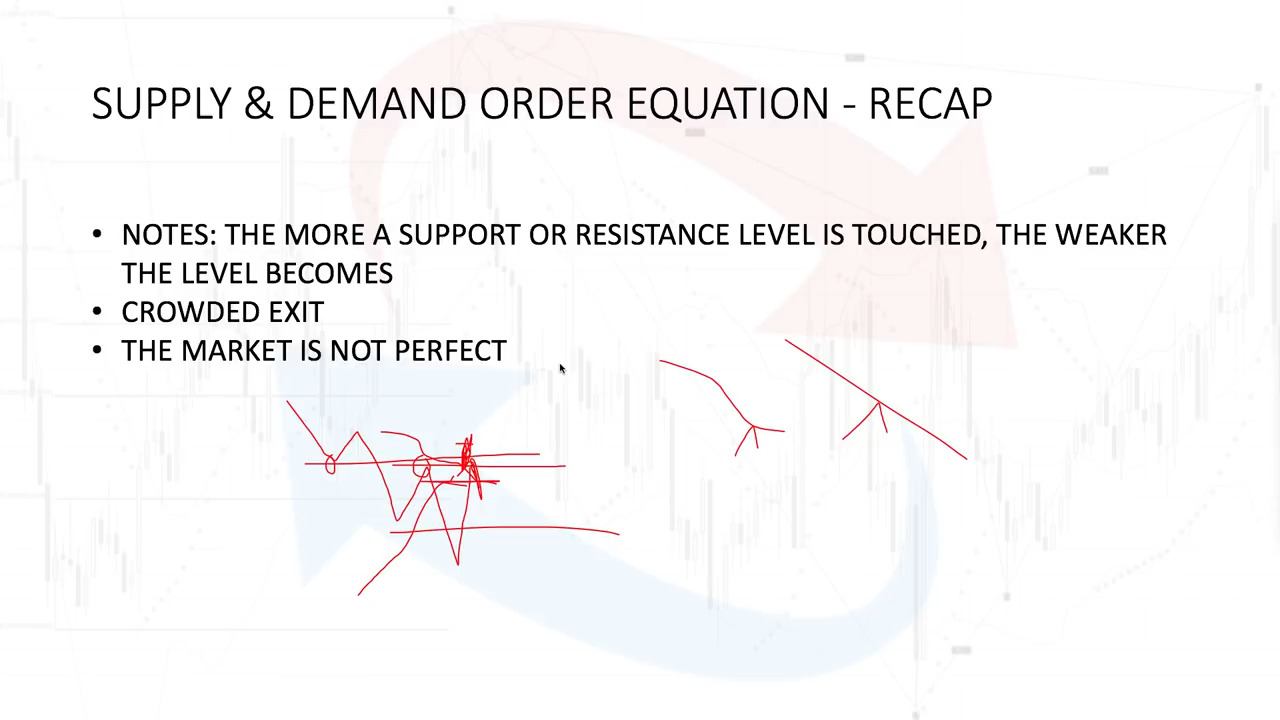 SUPPLY & DEMAND ORDER EQUATION - RECAP
• NOTES: THE MORE A SUPPORT OR RESISTANCE LEVEL IS TOUCHED, THE WEAKER
THE LEVEL BECOMES
• CROWDED EXIT
• THE MARKET IS NOT PERFECT